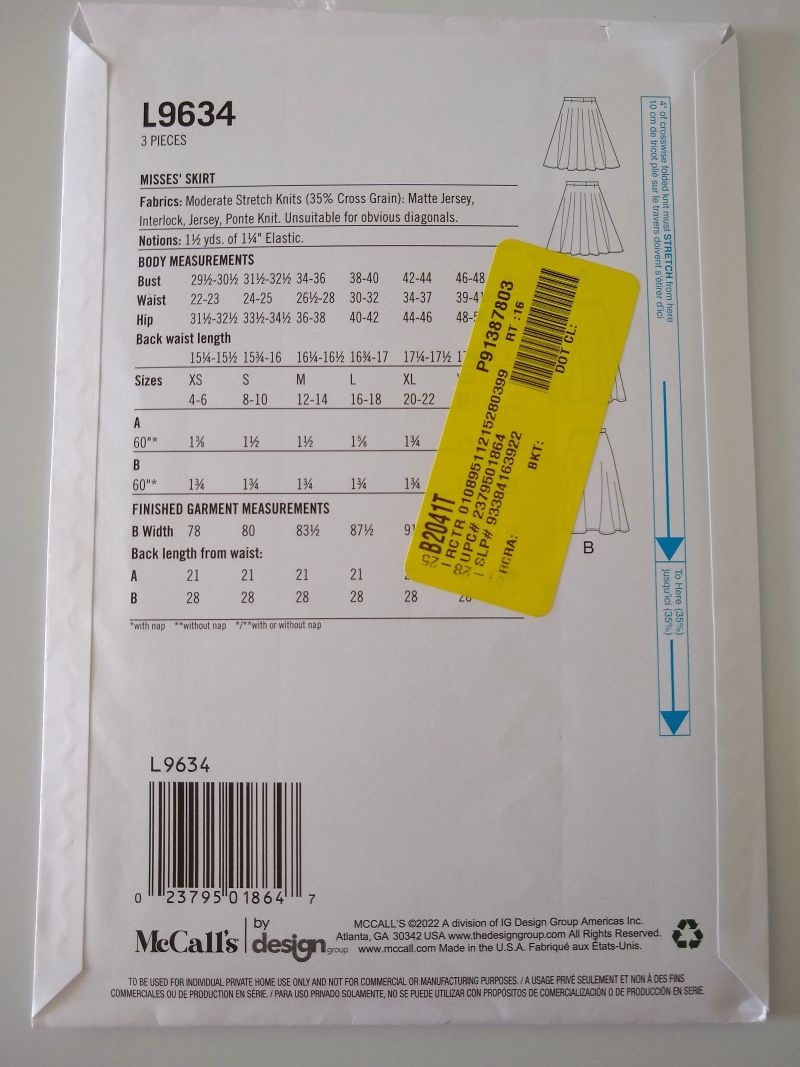 L9634
3 PIECES
MISSES' SKIRT
Fabrics: Moderate Stretch Knits (35% Cross Grain): Matte Jersey,
Interlock, Jersey, Ponte Knit. Unsuitable for obvious diagonals.
Notions: 1½ yds. of 1¼" Elastic.
BODY MEASUREMENTS
Bust 29½-30½ 31½-32½ 34-36 38-40 42-44 46-48
Waist 22-23 24-25 26½-28 30-32 34-37 39-41
Hip 31½-32½ 33½-34½ 36-38 40-42 44-46
Back waist length
15¼-15½ 15¾-16 16¼-16½ 16¾-17 17¼-17½
Sizes XS S M L XL
4-6 8-10 12-14 16-18 20-22
A
60"* 1⅜ 1½ 1½ 1⅝ 1¾
B
60"* 1¾ 1¾ 1¾ 1¾ 1¾
FINISHED GARMENT MEASUREMENTS
B Width 78 80 83½ 87½
Back length from waist:
A 21 21 21 21
B 28 28 28 28 28 28
*with nap **without nap */**with or without nap
4" of crosswise folded knit must STRETCH from here
10 cm de tricot plié sur le travers doivent s'étirer d'ici
To Here (35%)
jusqu'ici (35%)
B
P91387803
RT :16
DOT CL:
B2041T
RCTR 01089511215280399
UPC# 2379501864
SLP# 93384163922
BKT:
RCRA:
L9634
0 23795 01864 7
McCall's by design group
MCCALL'S ©2022 A division of IG Design Group Americas Inc.
Atlanta, GA 30342 USA www.thedesigngroup.com All Rights Reserved.
www.mccall.com Made in the U.S.A. Fabriqué aux États-Unis.
TO BE USED FOR INDIVIDUAL PRIVATE HOME USE ONLY AND NOT FOR COMMERCIAL OR MANUFACTURING PURPOSES. / A USAGE PRIVÉ SEULEMENT ET NON À DES FINS
COMMERCIALES OU DE PRODUCTION EN SÉRIE. / PARA USO PRIVADO SOLAMENTE, NO SE PUEDE UTILIZAR CON PROPÓSITOS DE COMERCIALIZACIÓN O DE PRODUCCIÓN EN SERIE.